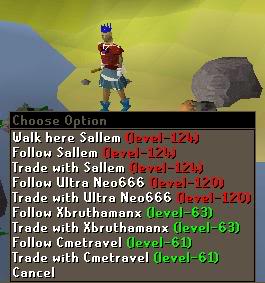 Choose Option
Walk here Sallem (level-124)
Follow Sallem (level-124)
Trade with Sallem (level-124)
Follow Ultra Neo666 (level-120)
Trade with Ultra Neo666 (level-120)
Follow Xbruthamanx (level-63)
Trade with Xbruthamanx (level-63)
Follow Cmetravel (level-61)
Trade with Cmetravel (level-61)
Cancel